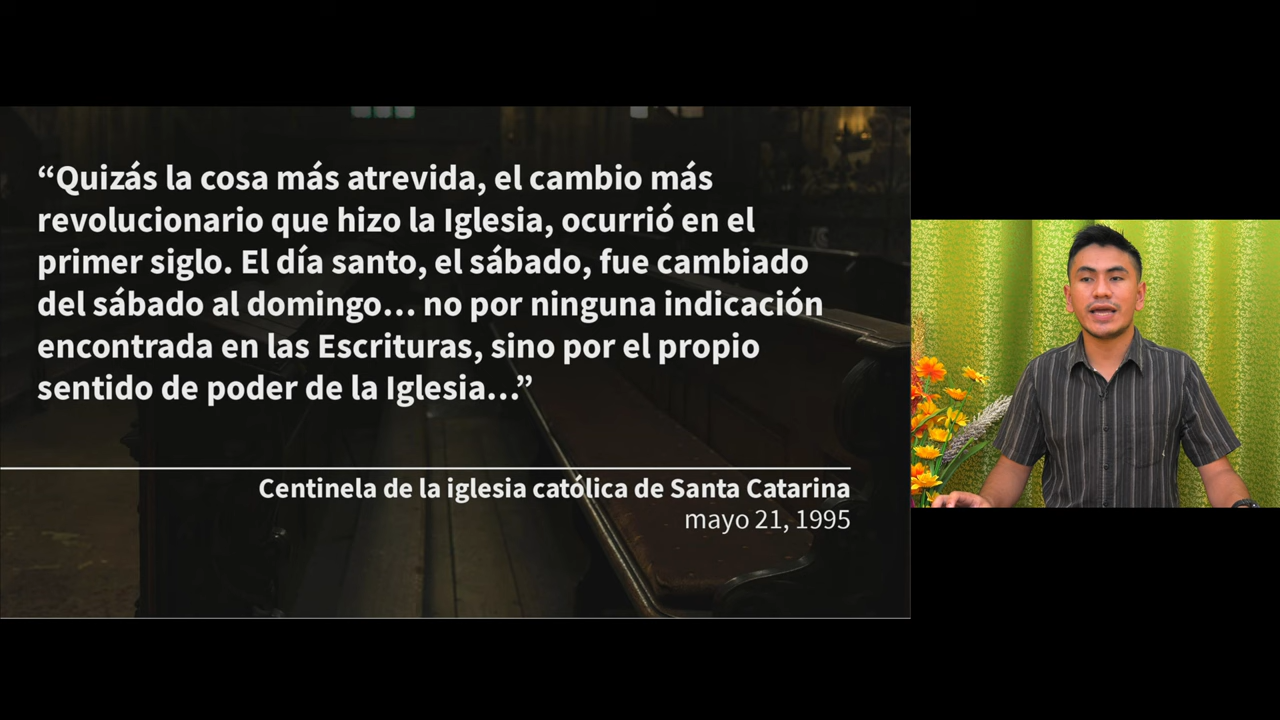 “Quizás la cosa más atrevida, el cambio más
revolucionario que hizo la Iglesia, ocurrió en el
primer siglo. El día santo, el sábado, fue cambiado
del sábado al domingo... no por ninguna indicación
encontrada en las Escrituras, sino por el propio
sentido de poder de la Iglesia...”
Centinela de la iglesia católica de Santa Catarina
mayo 21, 1995